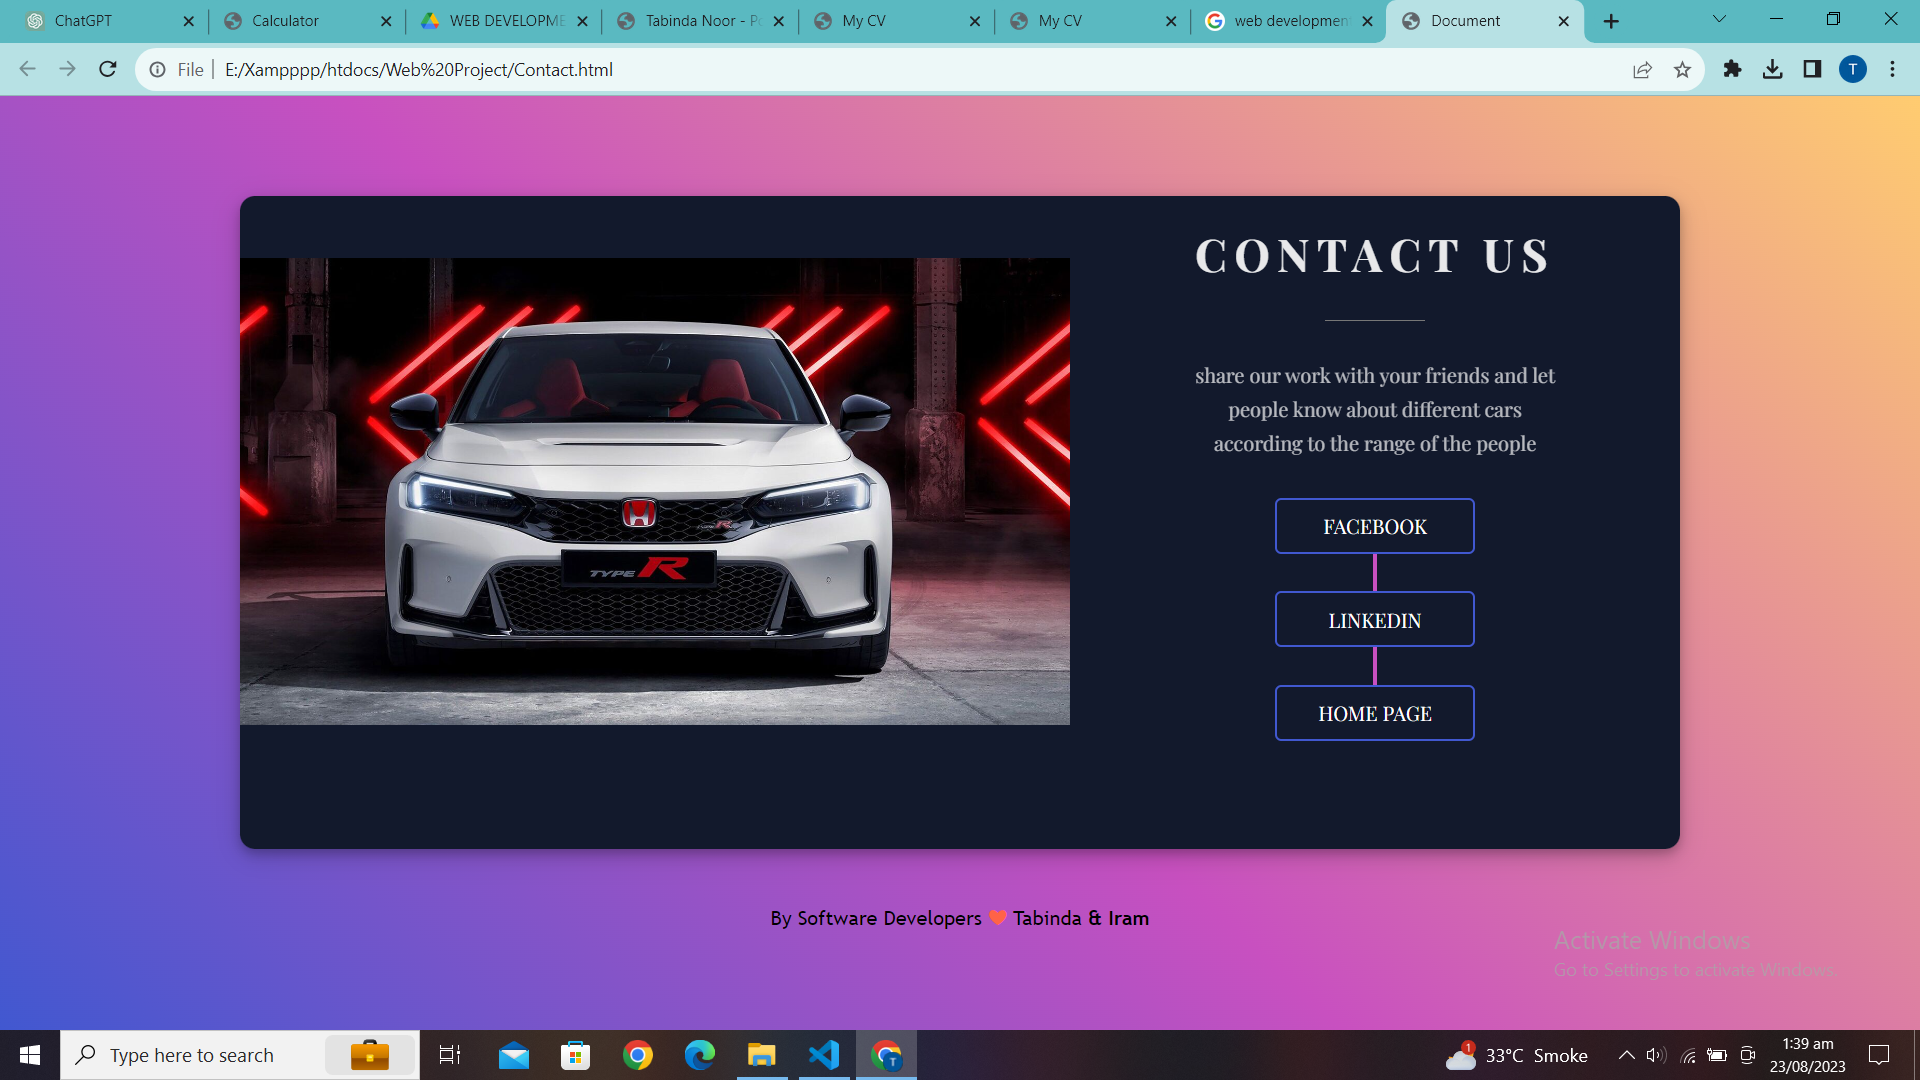 ChatGPT
Calculator
WEB DEVELOPME
Tabinda Noor - Po
My CV
My CV
web development
Document
File
E:/Xampppp/htdocs/Web%20Project/Contact.html
T
CONTACT US
share our work with your friends and let
people know about different cars
according to the range of the people
FACEBOOK
LINKEDIN
HOME PAGE
TYPE R
By Software Developers Tabinda & Iram
Activate Windows
Go to Settings to activate Windows.
Type here to search
T
1
33°C Smoke
1:39 am
23/08/2023